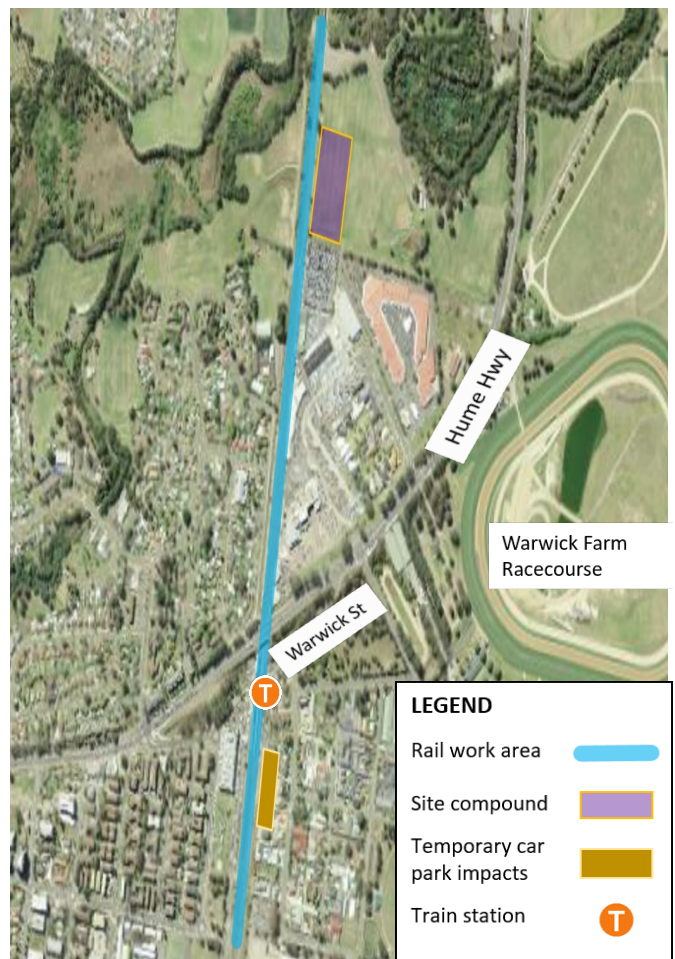 Hume Hwy
Warwick Farm
Racecourse
Warwick St
T
LEGEND
Rail work area
Site compound
Temporary car
park impacts
Train station
T